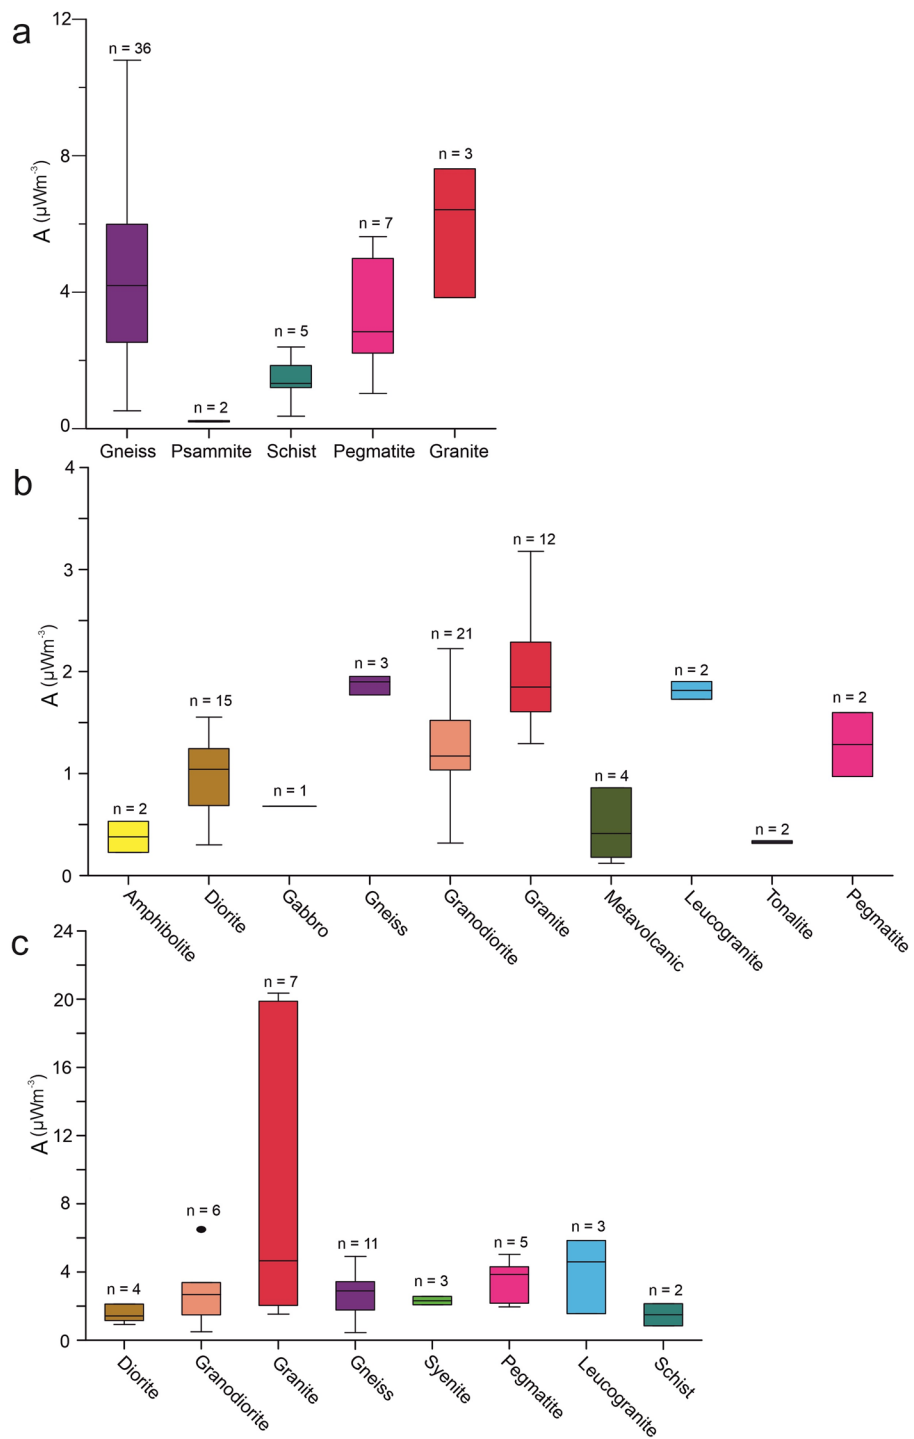 a
12
n = 36
8
n = 3
A (μWm⁻³)
n = 7
4
n = 5
n = 2
0
Gneiss Psammite Schist Pegmatite Granite
b
4
n = 12
3
n = 21
A (μWm⁻³)
n = 3
n = 2
2
n = 15
n = 2
n = 1
n = 4
1
n = 2
n = 2
0
Amphibolite
Diorite
Gabbro
Gneiss
Granodiorite
Granite
Metavolcanic
Leucogranite
Tonalite
Pegmatite
c
24
n = 7
20
16
A (μWm⁻³)
12
8
n = 6
n = 3
n = 11
n = 5
4
n = 4
n = 3
n = 2
0
Diorite
Granodiorite
Granite
Gneiss
Syenite
Pegmatite
Leucogranite
Schist